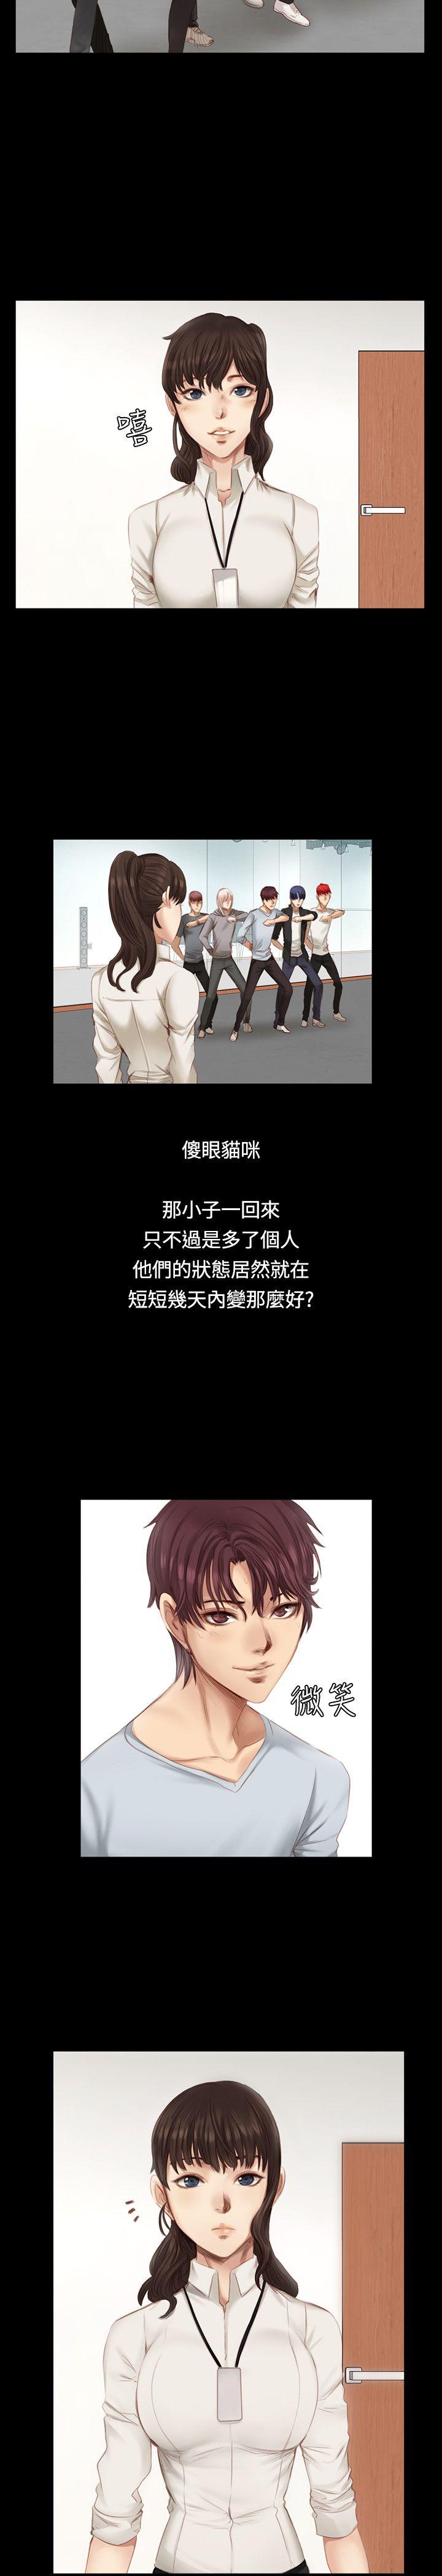 嘻
傻眼貓咪
那小子一回來
只不過是多了個人
他們的狀態居然就在
短短幾天內變那麼好?
微笑